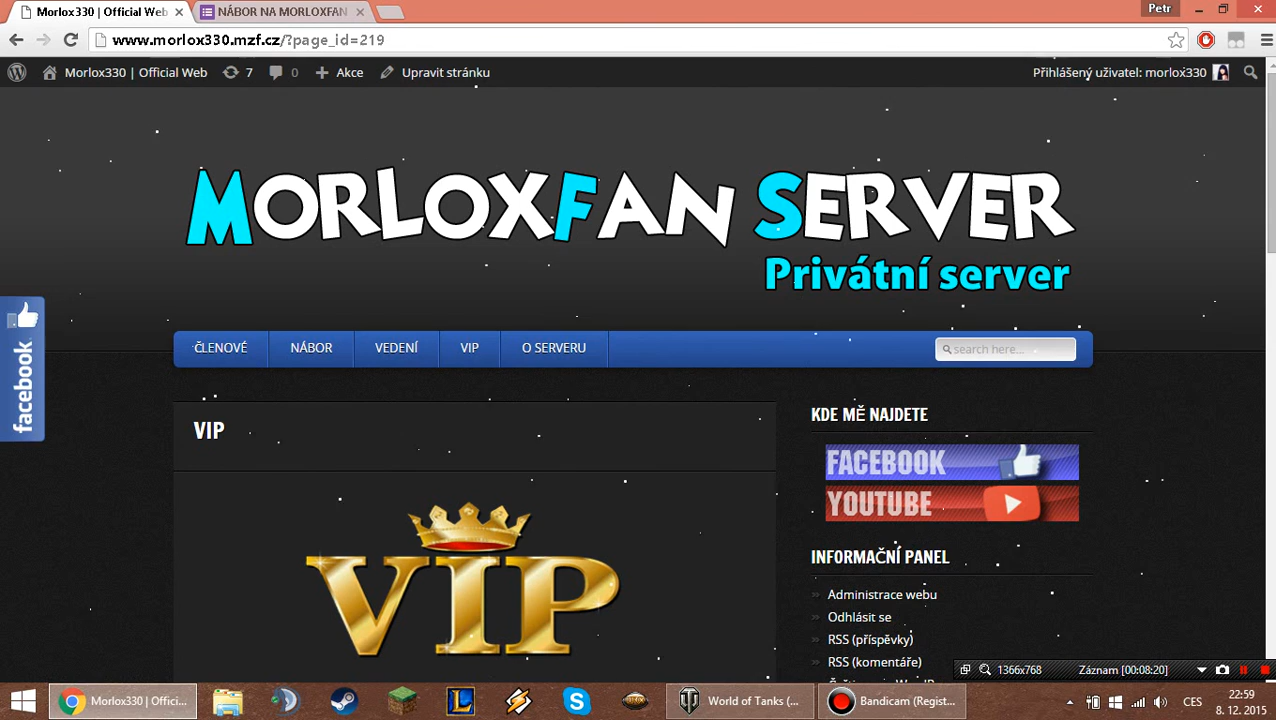 Petr
Morlox330 | Official Web
NÁBOR NA MORLOXFAN
www.morlox330.mzf.cz/?page_id=219
Morlox330 | Official Web 7 0 Akce Upravit stránku Přihlášený uživatel: morlox330
MORLOXFAN SERVER
Privátní server
facebook
ČLENOVÉ NÁBOR VEDENÍ VIP O SERVERU search here...
VIP
VIP
KDE MĚ NAJDETE
FACEBOOK
YOUTUBE
INFORMAČNÍ PANEL
Administrace webu
Odhlásit se
RSS (příspěvky)
RSS (komentáře)
1366x768 Záznam [00:08:20]
Morlox330 | Offici... World of Tanks (... Bandicam (Regist... CES 22:59
8. 12. 2015